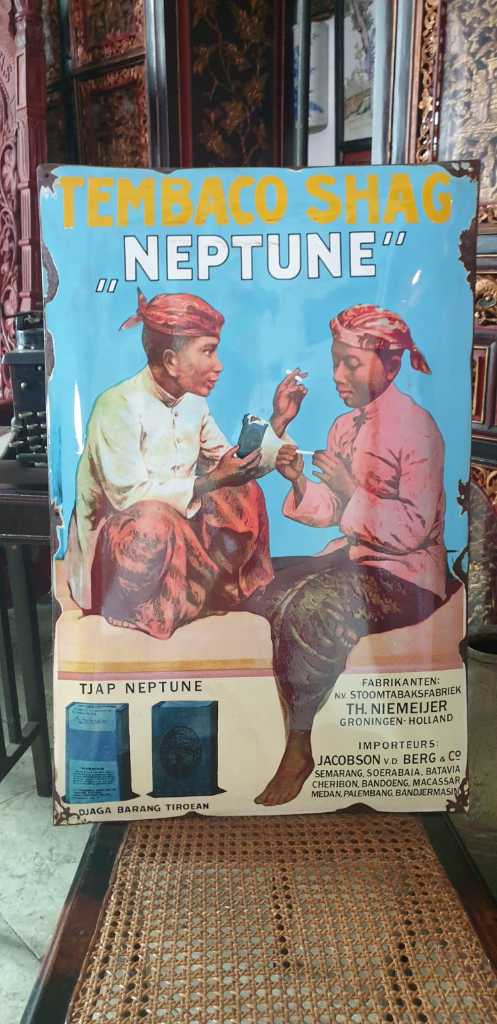 TEMBACO SHAG
„NEPTUNE”
TJAP NEPTUNE
DJAGA BARANG TIROEAN
FABRIKANTEN:
N.V. STOOMTABAKSFABRIEK
TH. NIEMEIJER
GRONINGEN-HOLLAND
IMPORTEURS:
JACOBSON V.D. BERG & Cº
SEMARANG, SOERABAIA, BATAVIA
CHERIBON, BANDOENG, MACASSAR
MEDAN, PALEMBANG, BANDJERMASIN